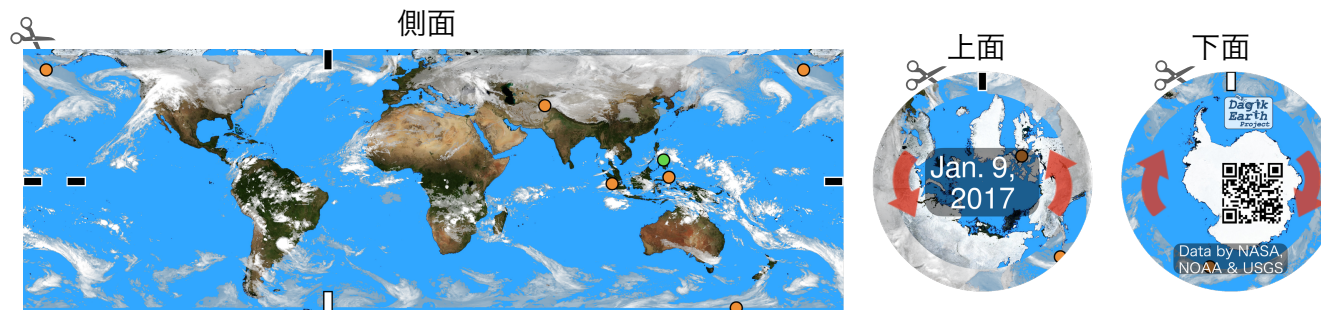 側面
上面
下面
Jan. 9,
2017
Dagik
Earth
Project
Data by NASA,
NOAA & USGS